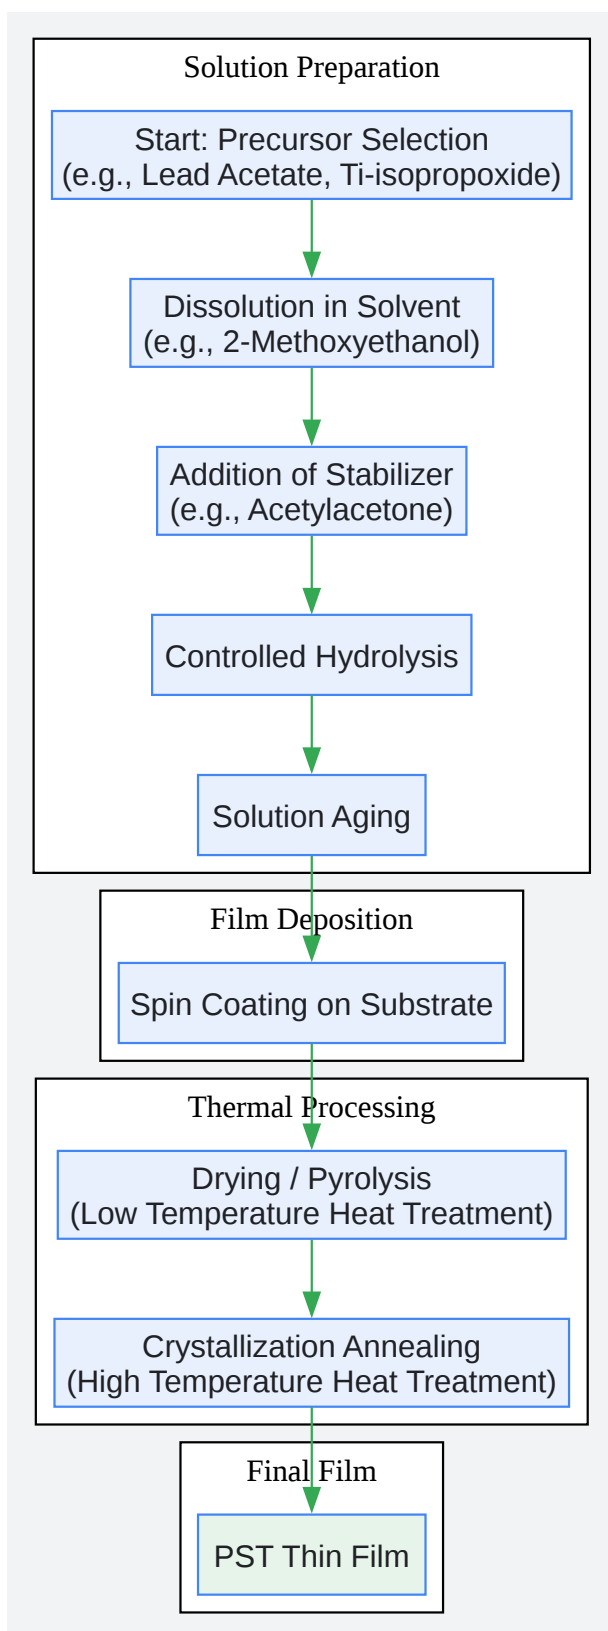 Solution Preparation
Start: Precursor Selection
(e.g., Lead Acetate, Ti-isopropoxide)
Dissolution in Solvent
(e.g., 2-Methoxyethanol)
Addition of Stabilizer
(e.g., Acetylacetone)
Controlled Hydrolysis
Solution Aging
Film Deposition
Spin Coating on Substrate
Thermal Processing
Drying / Pyrolysis
(Low Temperature Heat Treatment)
Crystallization Annealing
(High Temperature Heat Treatment)
Final Film
PST Thin Film